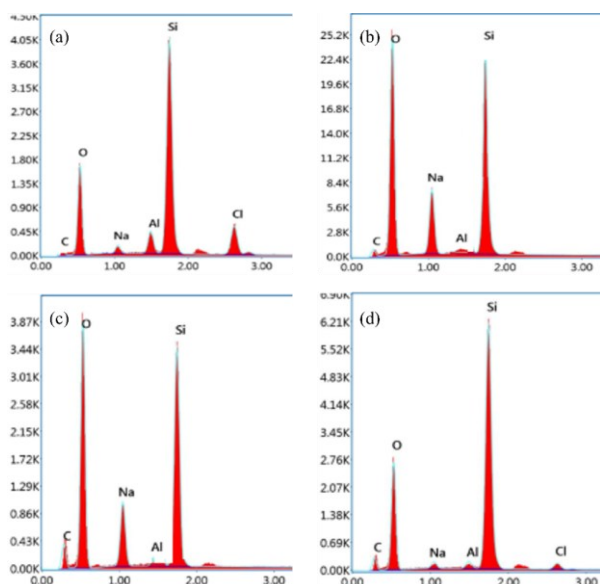 (a)
4.50K
4.05K
3.60K
3.15K
2.70K
2.25K
1.80K
1.35K
0.90K
0.45K
0.00K
C
O
Na
Al
Si
Cl
0.00
1.00
2.00
3.00
(b)
25.2K
22.4K
19.6K
16.8K
14.0K
11.2K
8.4K
5.6K
2.8K
0.00K
C
O
Na
Al
Si
0.00
1.00
2.00
3.0
(c)
3.87K
3.44K
3.01K
2.58K
2.15K
1.72K
1.29K
0.86K
0.43K
0.00K
C
O
Na
Al
Si
0.00
1.00
2.00
3.00
(d)
6.90K
6.21K
5.52K
4.83K
4.14K
3.45K
2.76K
2.07K
1.38K
0.69K
0.00K
C
O
Na
Al
Si
Cl
0.00
1.00
2.00
3.00